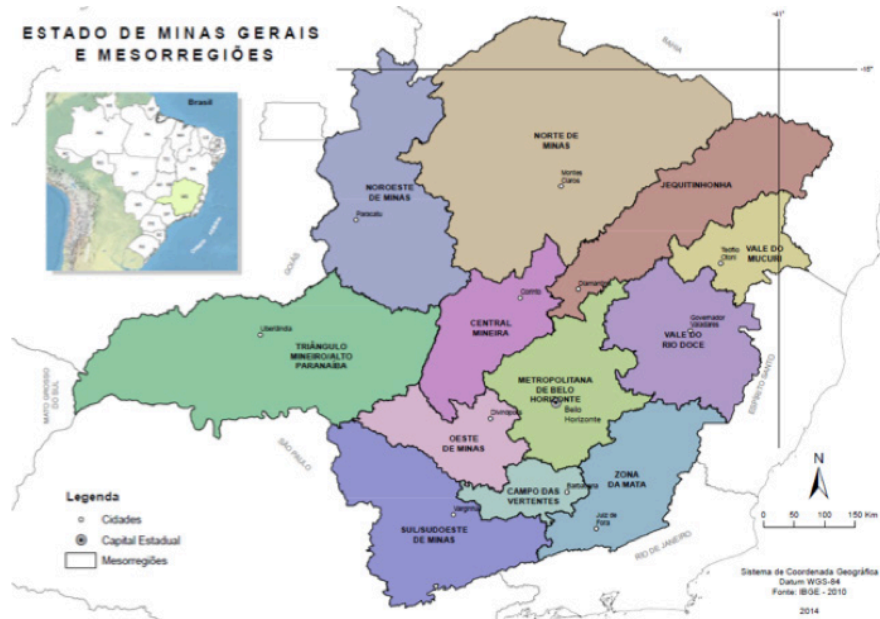 ESTADO DE MINAS GERAIS
E MESORREGIÕES
Brasil
-41°
BAHIA
NORTE DE
MINAS
Montes
Claros
JEQUITINHONHA
NOROESTE
DE MINAS
Paracatu
VALE DO
MUCURI
Teófilo
Otoni
GOIÁS
Diamantina
Corinto
CENTRAL
MINEIRA
Governador
Valadares
VALE DO
RIO DOCE
Uberlândia
TRIÂNGULO
MINEIRO/ALTO
PARANAÍBA
METROPOLITANA
DE BELO
HORIZONTE
Belo
Horizonte
MATO GROSSO
DO SUL
ESPÍRITO SANTO
Divinópolis
OESTE
DE MINAS
SÃO PAULO
ZONA
DA MATA
CAMPO DAS
VERTENTES
Barbacena
Varginha
Juiz de
Fora
SUL/SUDOESTE
DE MINAS
RIO DE JANEIRO
N
0 25 50 100 150 Km
Legenda
Cidades
Capital Estadual
Mesorregiões
Sistema de Coordenada Geográfica
Datum WGS-84
Fonte: IBGE - 2010
2014